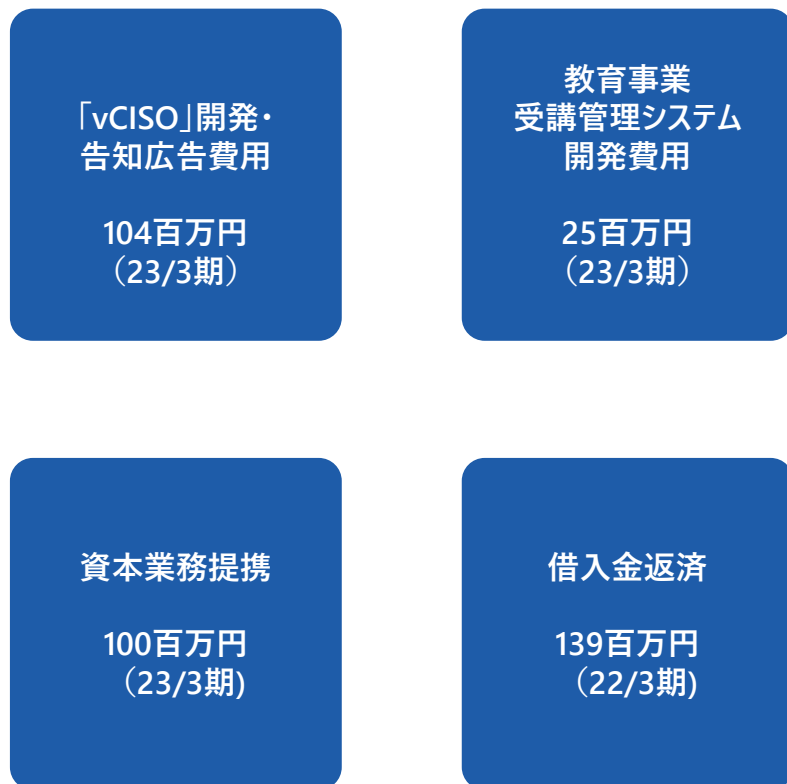 「vCISO」開発・
告知広告費用
104百万円
（23/3期）
教育事業
受講管理システム
開発費用
25百万円
（23/3期）
資本業務提携
100百万円
（23/3期)
借入金返済
139百万円
（22/3期)